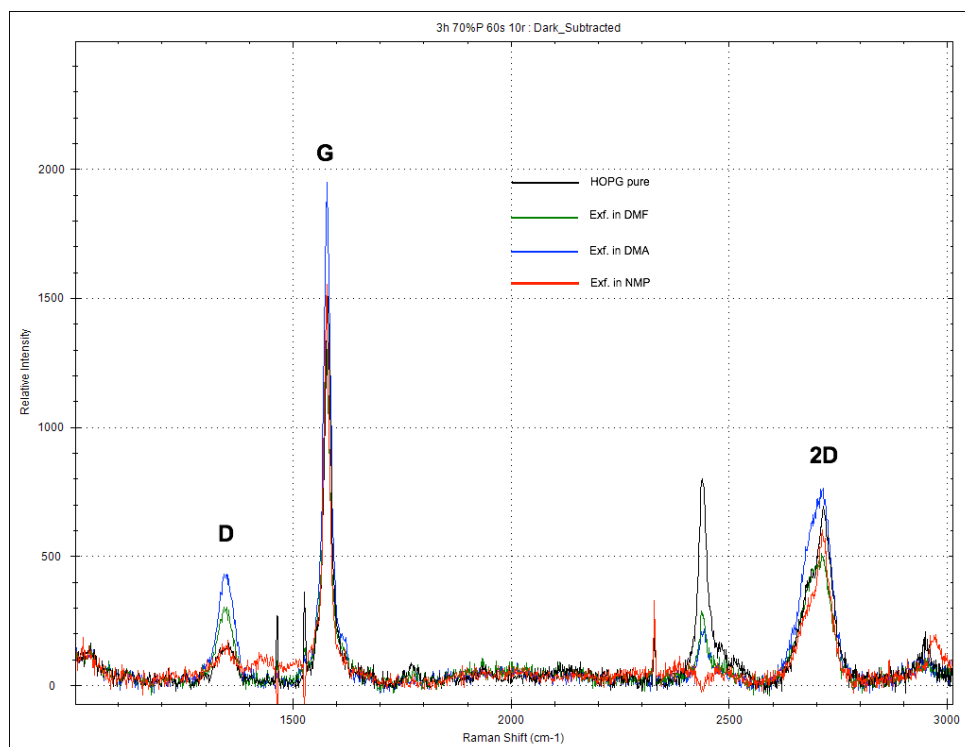 3h 70%P 60s 10r : Dark_Subtracted
G
2000
HOPG pure
Exf. in DMF
Exf. in DMA
Exf. in NMP
1500
Relative Intensity
1000
2D
D
500
0
1500
2000
2500
3000
Raman Shift (cm-1)